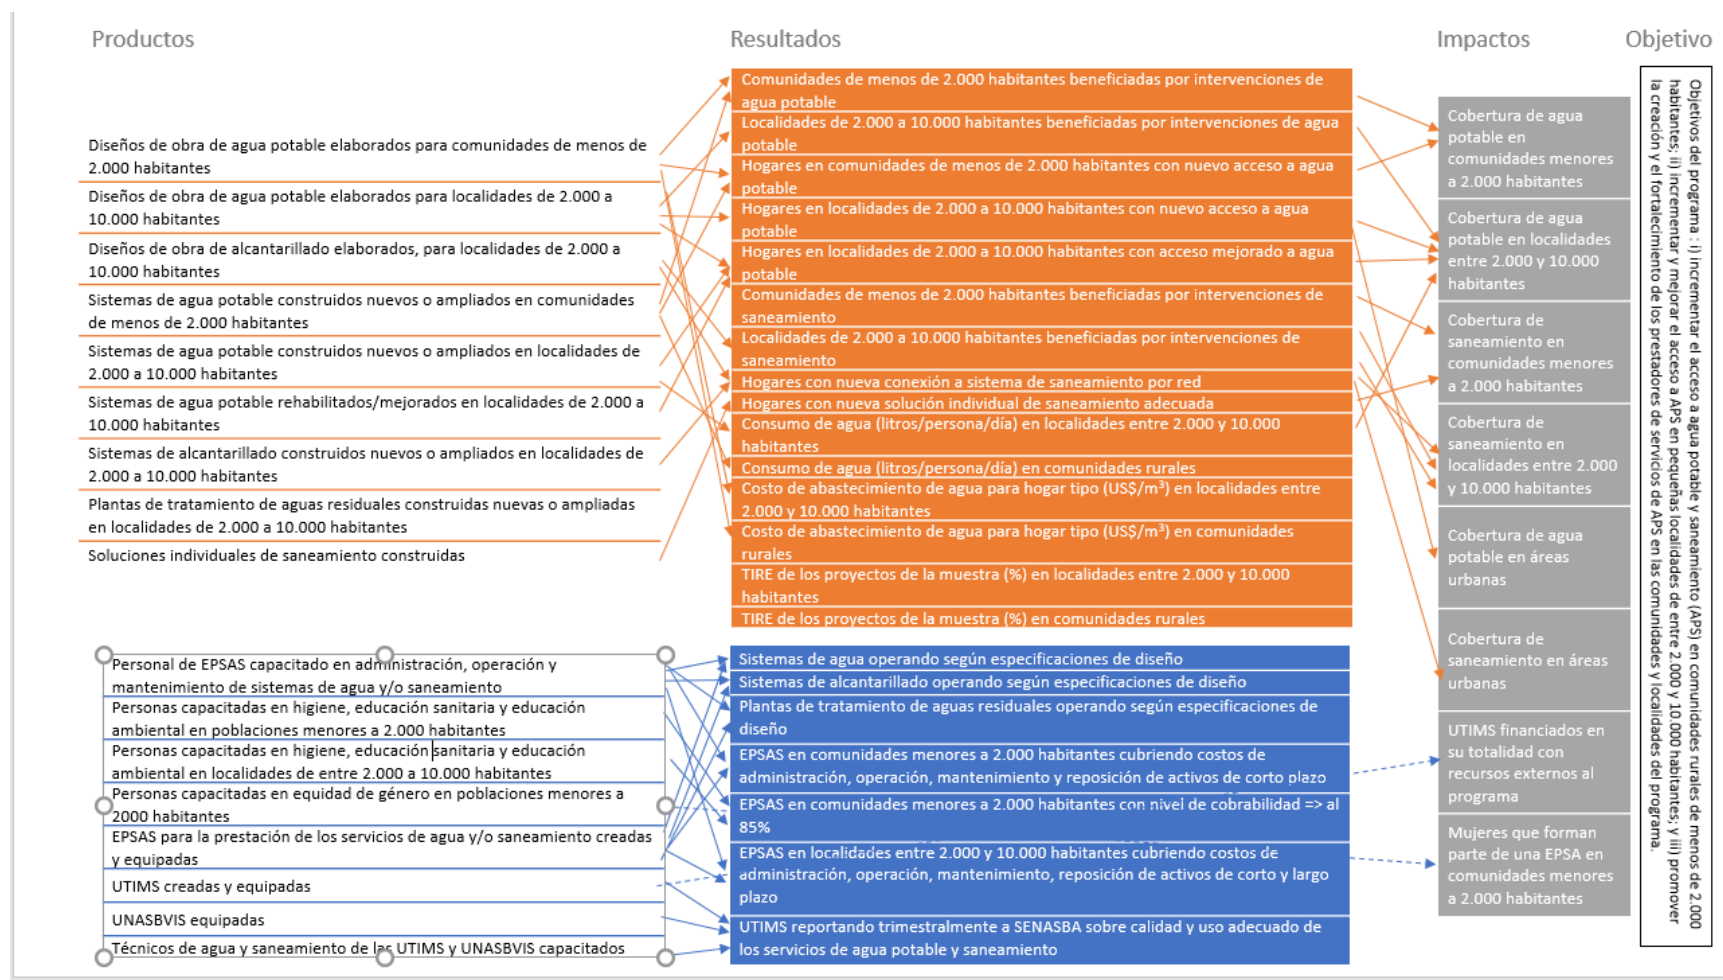 Productos
Resultados
Impactos
Objetivo
Diseños de obra de agua potable elaborados para comunidades de menos de
2.000 habitantes
Diseños de obra de agua potable elaborados para localidades de 2.000 a
10.000 habitantes
Diseños de obra de alcantarillado elaborados, para localidades de 2.000 a
10.000 habitantes
Sistemas de agua potable construidos nuevos o ampliados en comunidades
de menos de 2.000 habitantes
Sistemas de agua potable construidos nuevos o ampliados en localidades de
2.000 a 10.000 habitantes
Sistemas de agua potable rehabilitados/mejorados en localidades de 2.000 a
10.000 habitantes
Sistemas de alcantarillado construidos nuevos o ampliados en localidades de
2.000 a 10.000 habitantes
Plantas de tratamiento de aguas residuales construidas nuevas o ampliadas
en localidades de 2.000 a 10.000 habitantes
Soluciones individuales de saneamiento construidas
Personal de EPSAS capacitado en administración, operación y
mantenimiento de sistemas de agua y/o saneamiento
Personas capacitadas en higiene, educación sanitaria y educación
ambiental en poblaciones menores a 2.000 habitantes
Personas capacitadas en higiene, educación sanitaria y educación
ambiental en localidades de entre 2.000 a 10.000 habitantes
Personas capacitadas en equidad de género en poblaciones menores a
2000 habitantes
EPSAS para la prestación de los servicios de agua y/o saneamiento creadas
y equipadas
UTIMS creadas y equipadas
UNASBVIS equipadas
Técnicos de agua y saneamiento de las UTIMS y UNASBVIS capacitados
Comunidades de menos de 2.000 habitantes beneficiadas por intervenciones de
agua potable
Localidades de 2.000 a 10.000 habitantes beneficiadas por intervenciones de agua
potable
Hogares en comunidades de menos de 2.000 habitantes con nuevo acceso a agua
potable
Hogares en localidades de 2.000 a 10.000 habitantes con nuevo acceso a agua
potable
Hogares en localidades de 2.000 a 10.000 habitantes con acceso mejorado a agua
potable
Comunidades de menos de 2.000 habitantes beneficiadas por intervenciones de
saneamiento
Localidades de 2.000 a 10.000 habitantes beneficiadas por intervenciones de
saneamiento
Hogares con nueva conexión a sistema de saneamiento por red
Hogares con nueva solución individual de saneamiento adecuada
Consumo de agua (litros/persona/día) en localidades entre 2.000 y 10.000
habitantes
Consumo de agua (litros/persona/día) en comunidades rurales
Costo de abastecimiento de agua para hogar tipo (US$/m³) en localidades entre
2.000 y 10.000 habitantes
Costo de abastecimiento de agua para hogar tipo (US$/m³) en comunidades
rurales
TIRE de los proyectos de la muestra (%) en localidades entre 2.000 y 10.000
habitantes
TIRE de los proyectos de la muestra (%) en comunidades rurales
Sistemas de agua operando según especificaciones de diseño
Sistemas de alcantarillado operando según especificaciones de diseño
Plantas de tratamiento de aguas residuales operando según especificaciones de
diseño
EPSAS en comunidades menores a 2.000 habitantes cubriendo costos de
administración, operación, mantenimiento y reposición de activos de corto plazo
EPSAS en comunidades menores a 2.000 habitantes con nivel de cobrabilidad => al
85%
EPSAS en localidades entre 2.000 y 10.000 habitantes cubriendo costos de
administración, operación, mantenimiento, reposición de activos de corto y largo
plazo
UTIMS reportando trimestralmente a SENASBA sobre calidad y uso adecuado de
los servicios de agua potable y saneamiento
Cobertura de agua
potable en
comunidades menores
a 2.000 habitantes
Cobertura de agua
potable en localidades
entre 2.000 y 10.000
habitantes
Cobertura de
saneamiento en
comunidades menores
a 2.000 habitantes
Cobertura de
saneamiento en
localidades entre 2.000
y 10.000 habitantes
Cobertura de agua
potable en áreas
urbanas
Cobertura de
saneamiento en áreas
urbanas
UTIMS financiados en
su totalidad con
recursos externos al
programa
Mujeres que forman
parte de una EPSA en
comunidades menores
a 2.000 habitantes
Objetivos del programa : i) incrementar el acceso a agua potable y saneamiento (APS) en comunidades rurales de menos de 2.000
habitantes; ii) incrementar y mejorar el acceso a APS en pequeñas localidades de entre 2.000 y 10.000 habitantes; y iii) promover
la creación y el fortalecimiento de los prestadores de servicios de APS en las comunidades y localidades del programa.